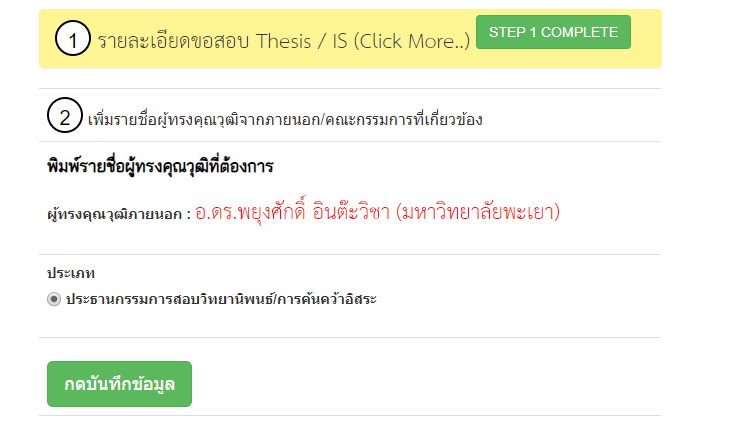 1 รายละเอียดขอสอบ Thesis / IS (Click More..) STEP 1 COMPLETE
2 เพิ่มรายชื่อผู้ทรงคุณวุฒิจากภายนอก/คณะกรรมการที่เกี่ยวข้อง
พิมพ์รายชื่อผู้ทรงคุณวุฒิที่ต้องการ
ผู้ทรงคุณวุฒิภายนอก : อ.ดร.พยุงศักดิ์ อินต๊ะวิชา (มหาวิทยาลัยพะเยา)
ประเภท
ประธานกรรมการสอบวิทยานิพนธ์/การค้นคว้าอิสระ
กดบันทึกข้อมูล